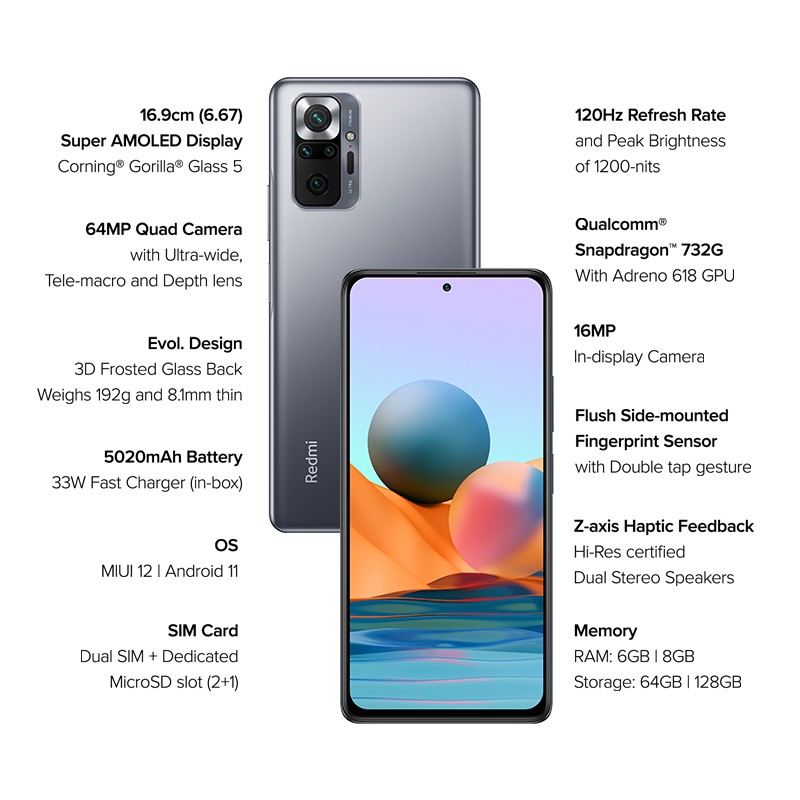 16.9cm (6.67)
Super AMOLED Display
Corning® Gorilla® Glass 5
64MP Quad Camera
with Ultra-wide,
Tele-macro and Depth lens
Evol. Design
3D Frosted Glass Back
Weighs 192g and 8.1mm thin
5020mAh Battery
33W Fast Charger (in-box)
OS
MIUI 12 | Android 11
SIM Card
Dual SIM + Dedicated
MicroSD slot (2+1)
Redmi
120Hz Refresh Rate
and Peak Brightness
of 1200-nits
Qualcomm®
Snapdragon™ 732G
With Adreno 618 GPU
16MP
In-display Camera
Flush Side-mounted
Fingerprint Sensor
with Double tap gesture
Z-axis Haptic Feedback
Hi-Res certified
Dual Stereo Speakers
Memory
RAM: 6GB | 8GB
Storage: 64GB | 128GB